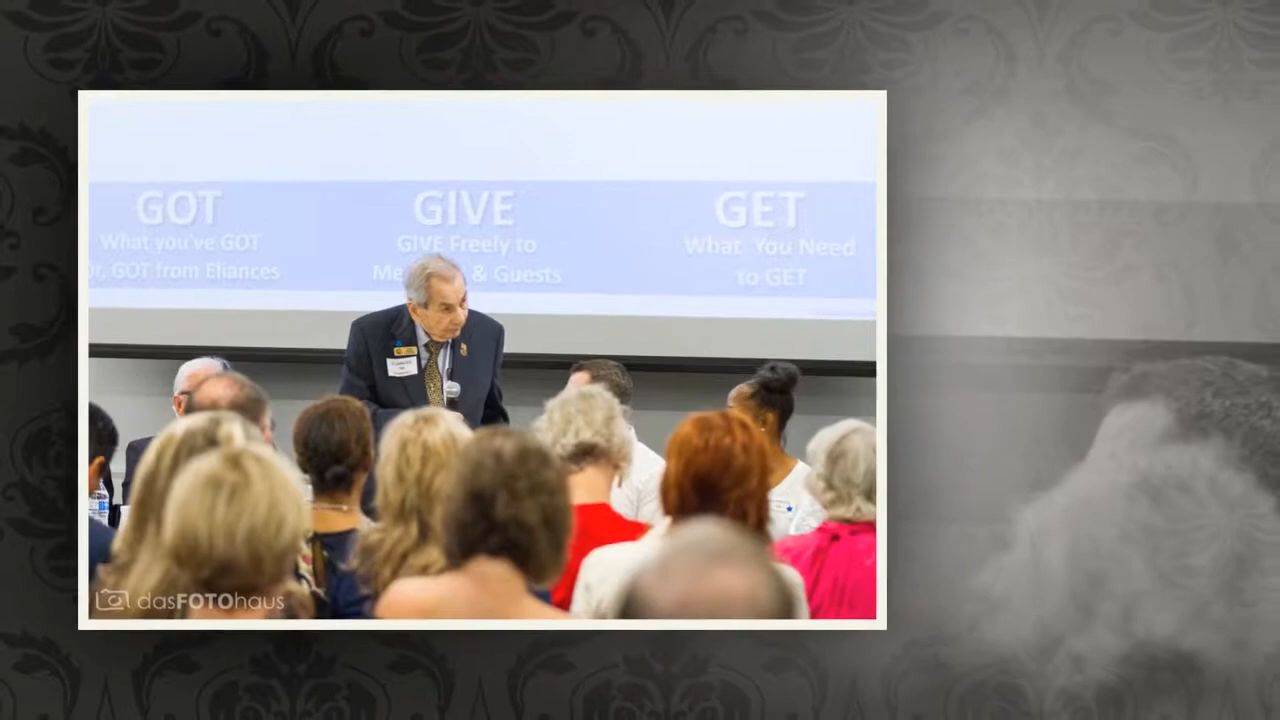 GOT
What you've GOT
GOT from Eliances
GIVE
GIVE Freely to
& Guests
GET
What You Need
to GET
dasFOTOhaus